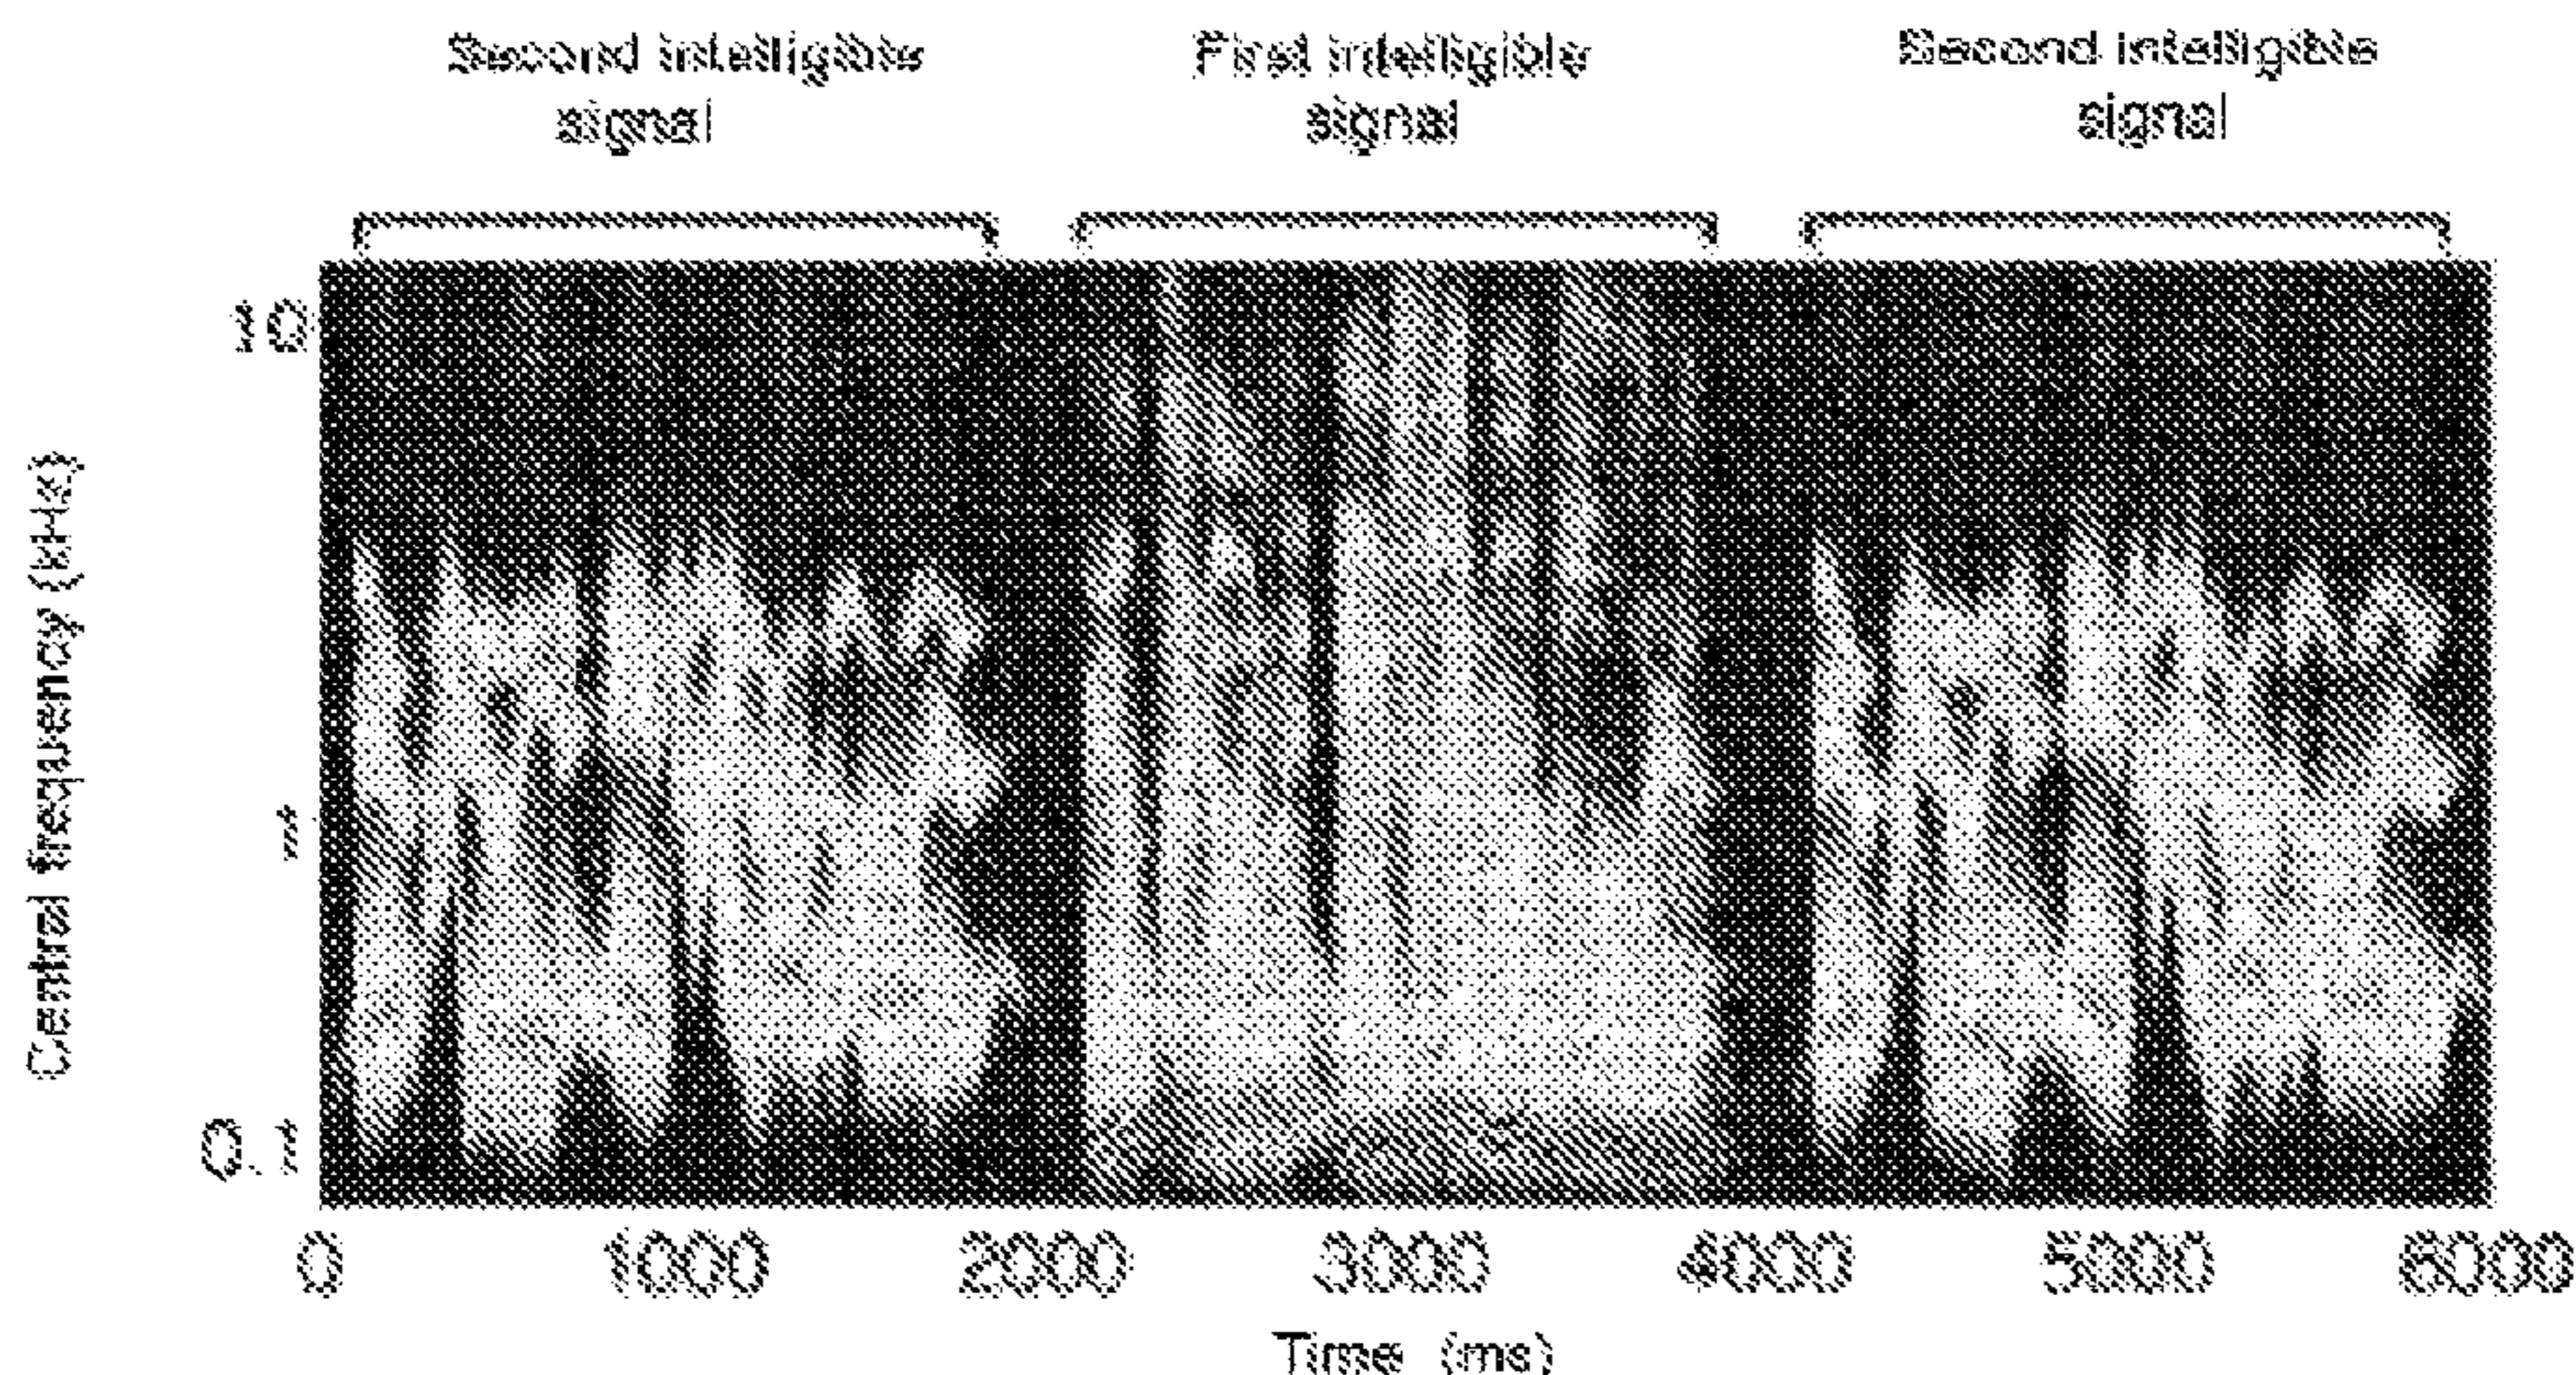 Second intelligible
signal
First intelligible
signal
Second intelligible
signal
Central frequency (kHz)
10
1
0.1
0
1000
2000
3000
4000
5000
6000
Time (ms)